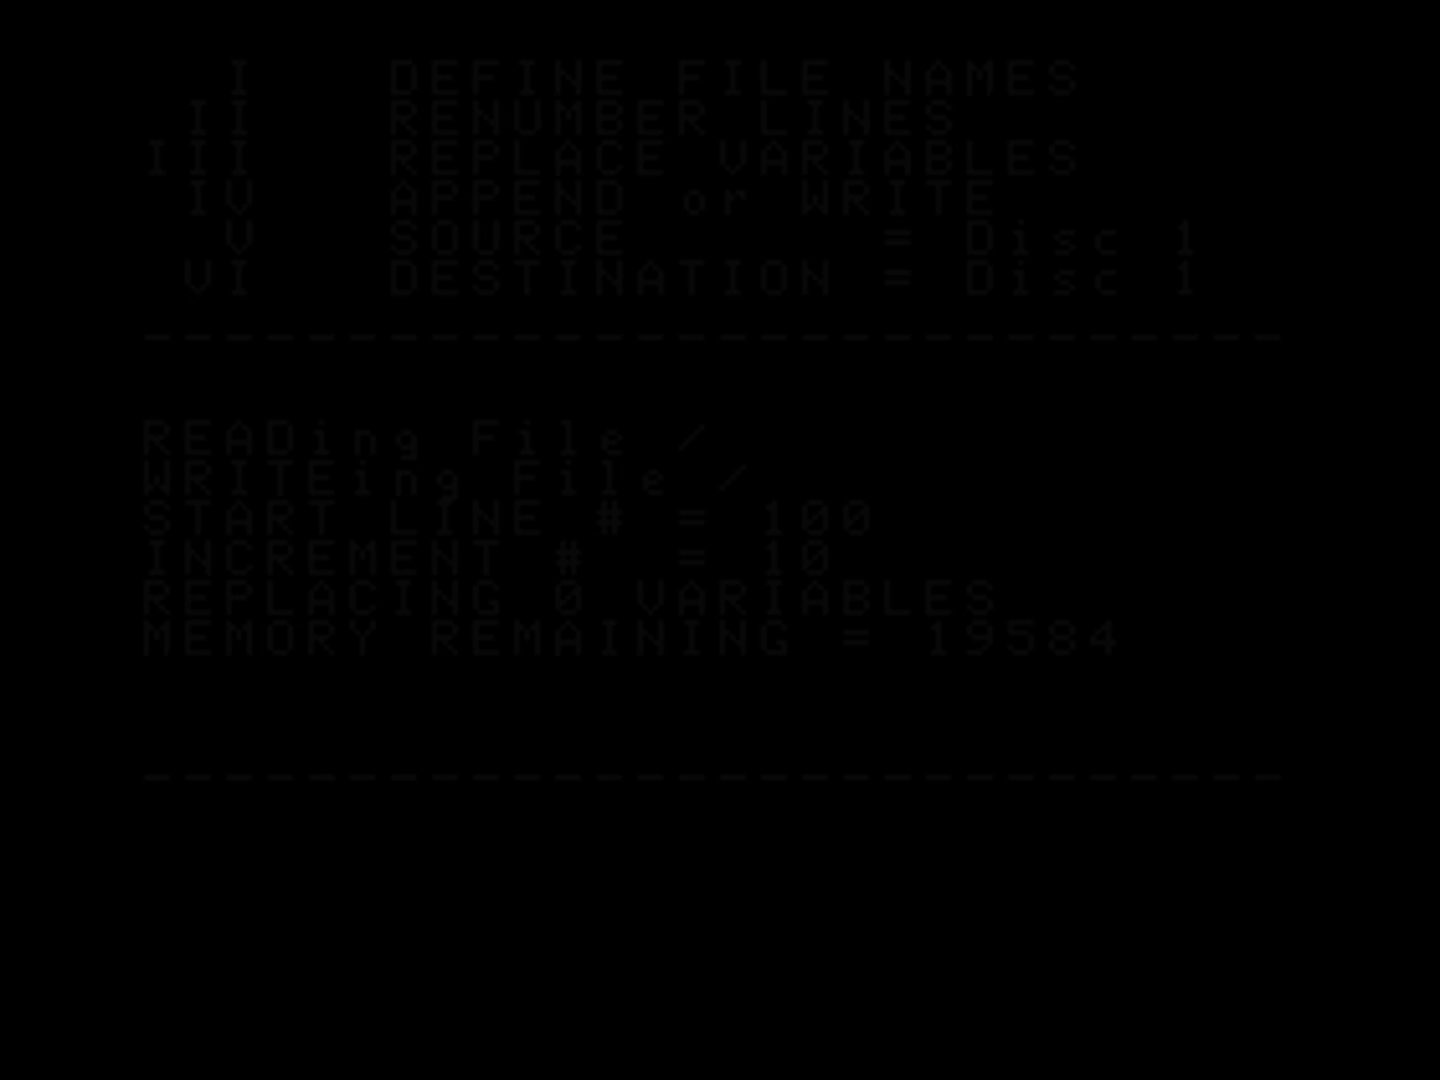 I DEFINE FILE NAMES
II RENUMBER LINES
III REPLACE VARIABLES
IV APPEND or WRITE
V SOURCE = Disc 1
VI DESTINATION = Disc 1
----------------------------
READing File /
WRITEing File /
START LINE # = 100
INCREMENT # = 10
REPLACING 0 VARIABLES
MEMORY REMAINING = 19584
----------------------------